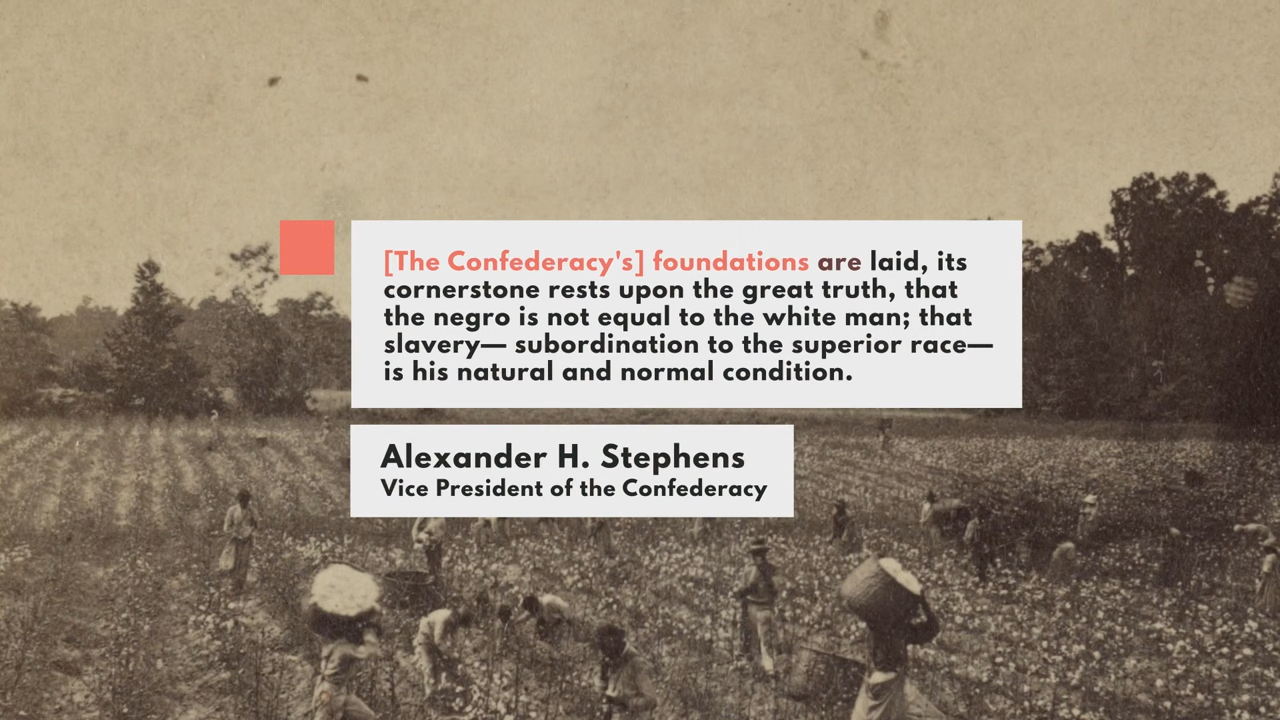 [The Confederacy's] foundations are laid, its
cornerstone rests upon the great truth, that
the negro is not equal to the white man; that
slavery— subordination to the superior race—
is his natural and normal condition.
Alexander H. Stephens
Vice President of the Confederacy